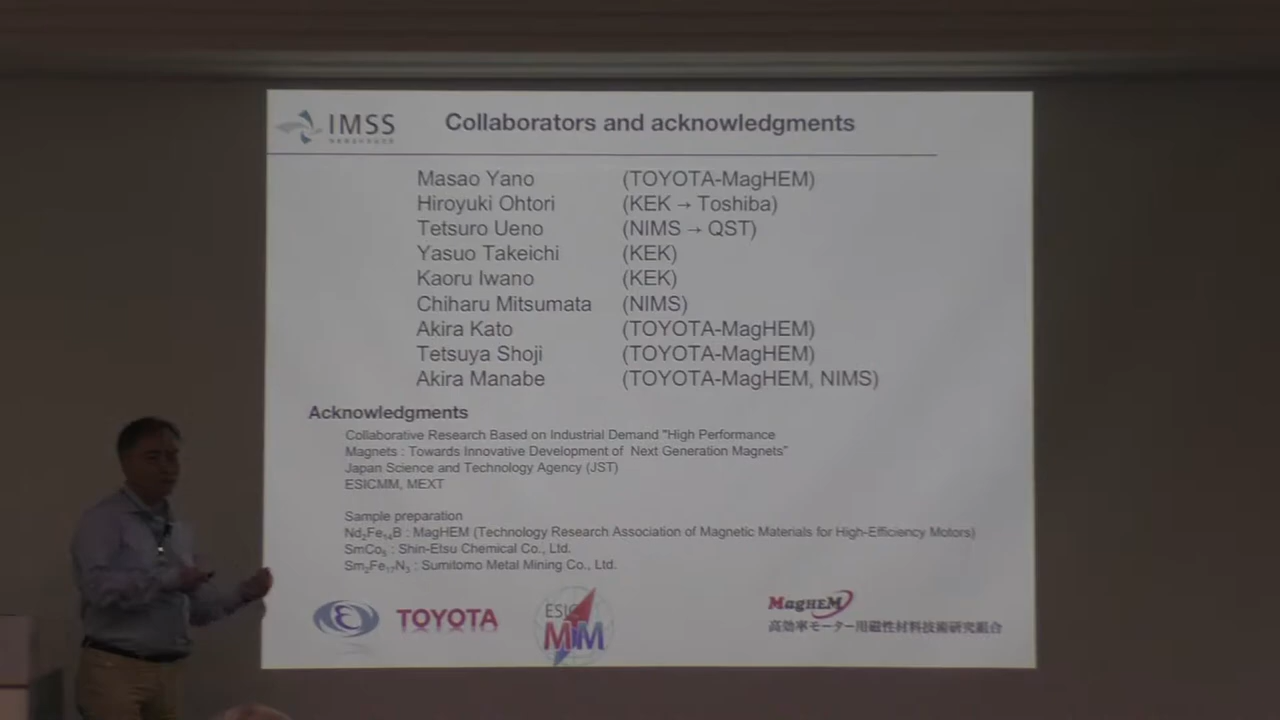 IMSS
Collaborators and acknowledgments
Masao Yano (TOYOTA-MagHEM)
Hiroyuki Ohtori (KEK → Toshiba)
Tetsuro Ueno (NIMS → QST)
Yasuo Takeichi (KEK)
Kaoru Iwano (KEK)
Chiharu Mitsumata (NIMS)
Akira Kato (TOYOTA-MagHEM)
Tetsuya Shoji (TOYOTA-MagHEM)
Akira Manabe (TOYOTA-MagHEM, NIMS)
Acknowledgments
Collaborative Research Based on Industrial Demand "High Performance
Magnets : Towards Innovative Development of Next Generation Magnets"
Japan Science and Technology Agency (JST)
ESICMM, MEXT
Sample preparation
Nd₂Fe₁₄B : MagHEM (Technology Research Association of Magnetic Materials for High-Efficiency Motors)
SmCo₅ : Shin-Etsu Chemical Co., Ltd.
Sm₂Fe₁₇N₃ : Sumitomo Metal Mining Co., Ltd.
TOYOTA
ESIC
MM
MagHEM
高効率モーター用磁性材料技術研究組合